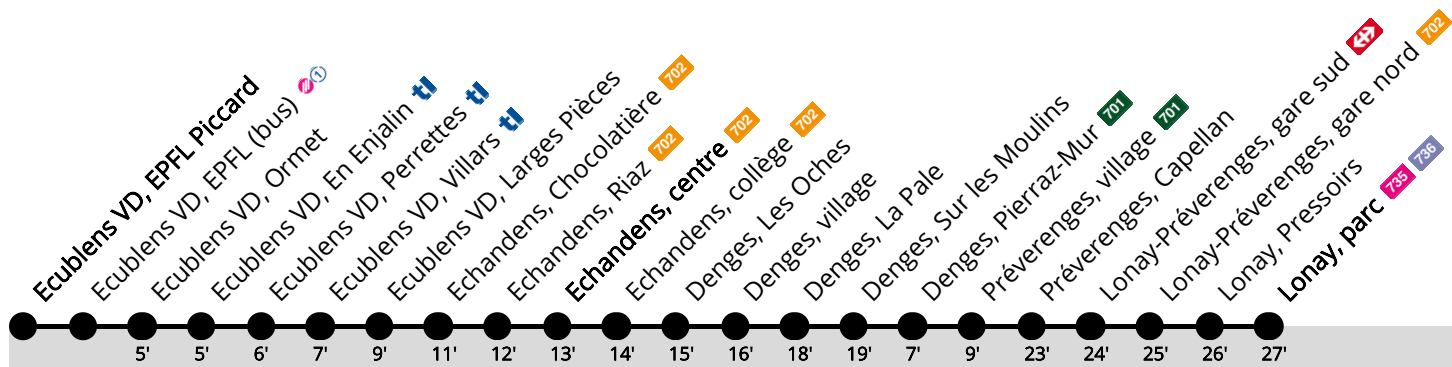 Ecublens VD, EPFL Piccard
Ecublens VD, EPFL (bus) 1
Ecublens VD, Ormet
Ecublens VD, En Enjalin tl
Ecublens VD, Perrettes tl
Ecublens VD, Villars tl
Ecublens VD, Larges Pièces
Echandens, Chocolatière 702
Echandens, Riaz 702
Echandens, centre 702
Echandens, collège 702
Denges, Les Oches
Denges, village
Denges, La Pale
Denges, Sur les Moulins
Denges, Pierraz-Mur 701
Préverenges, village 701
Préverenges, Capellan
Lonay-Préverenges, gare sud
Lonay-Préverenges, gare nord 702
Lonay, Pressoirs
Lonay, parc 735 736
5' 5' 6' 7' 9' 11' 12' 13' 14' 15' 16' 18' 19' 7' 9' 23' 24' 25' 26' 27'